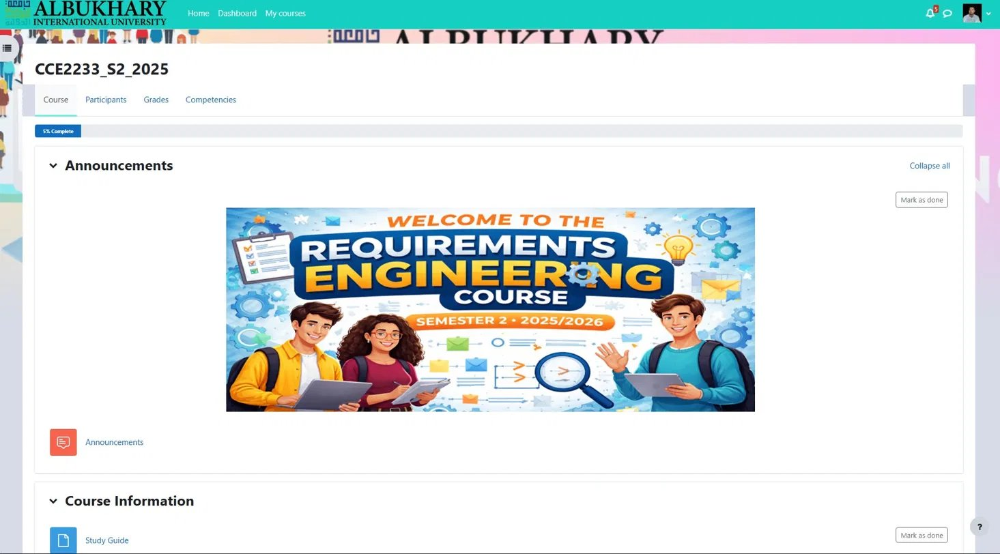 ALBUKHARY
INTERNATIONAL UNIVERSITY
Home Dashboard My courses
5
CCE2233_S2_2025
Course Participants Grades Competencies
5% Complete
Announcements
Collapse all
Mark as done
WELCOME TO THE
REQUIREMENTS
ENGINEERING
COURSE
SEMESTER 2 • 2025/2026
Announcements
Course Information
Study Guide
Mark as done
?